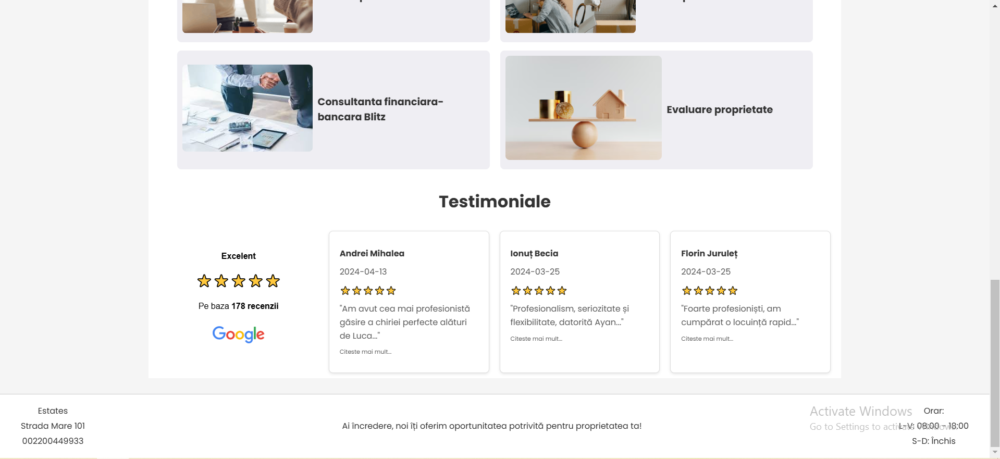 Consultanta financiara-
bancara Blitz
Evaluare proprietate
Testimoniale
Excelent
Pe baza 178 recenzii
Google
Andrei Mihalea
2024-04-13
"Am avut cea mai profesionistă
găsire a chiriei perfecte alături
de Luca..."
Citeste mai mult...
Ionuț Becia
2024-03-25
"Profesionalism, seriozitate și
flexibilitate, datorită Ayan..."
Citeste mai mult...
Florin Juruleț
2024-03-25
"Foarte profesioniști, am
cumpărat o locuință rapid..."
Citeste mai mult...
Estates
Strada Mare 101
002200449933
Ai încredere, noi îți oferim oportunitatea potrivită pentru proprietatea ta!
Activate Windows
Go to Settings to activate Windows.
Orar:
L-V: 08:00 - 18:00
S-D: Închis